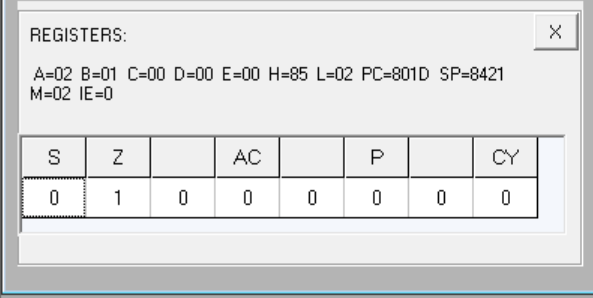 REGISTERS:
X
A=02 B=01 C=00 D=00 E=00 H=85 L=02 PC=801D SP=8421
M=02 IE=0
S Z AC P CY
0 1 0 0 0 0 0 0